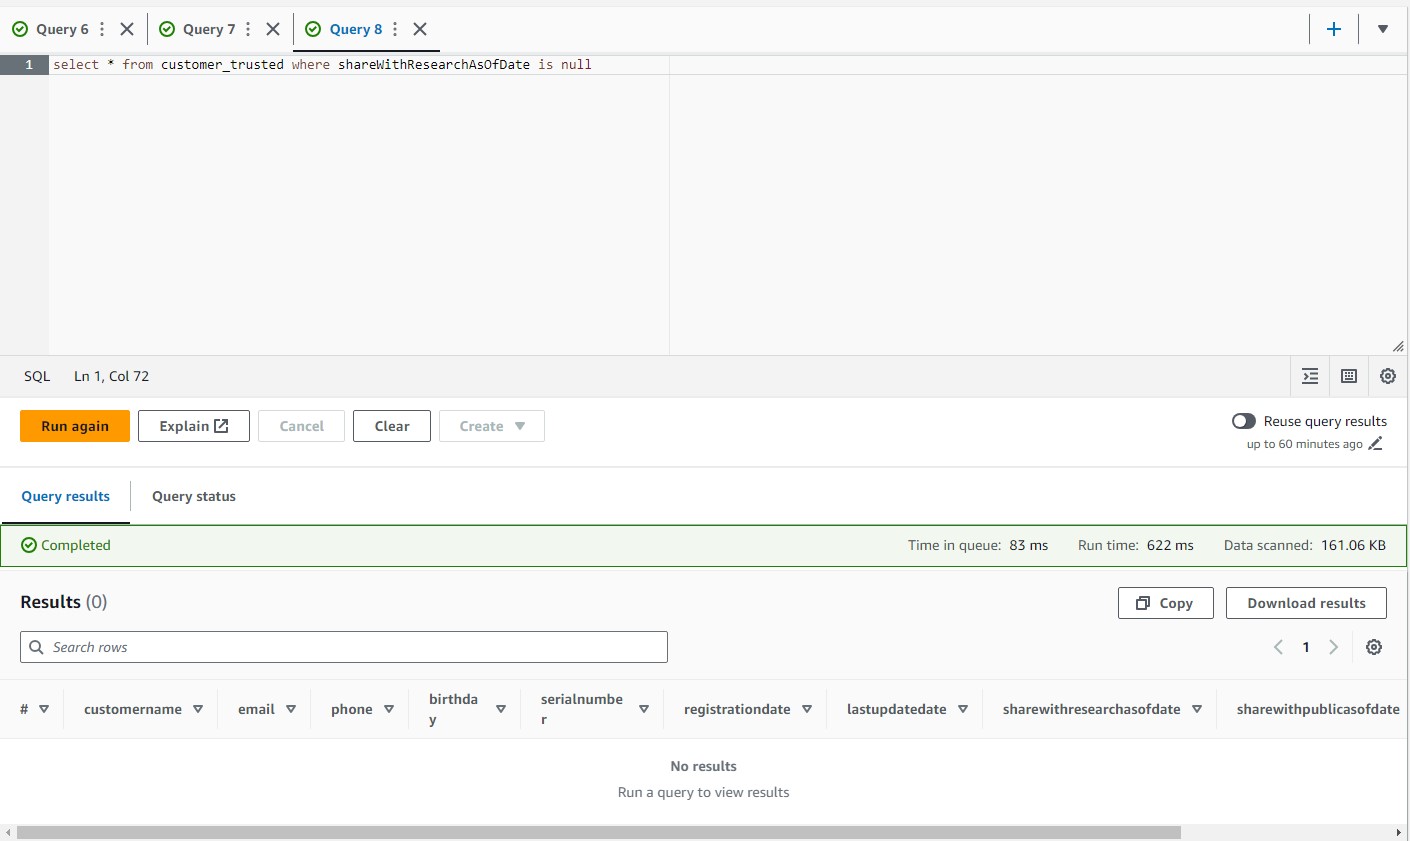 Query 6 Query 7 Query 8
1 select * from customer_trusted where shareWithResearchAsOfDate is null
SQL Ln 1, Col 72
Run again Explain Cancel Clear Create Reuse query results
up to 60 minutes ago
Query results Query status
Completed Time in queue: 83 ms Run time: 622 ms Data scanned: 161.06 KB
Results (0) Copy Download results
Search rows 1
# customername email phone birthda
y serialnumbe
r registrationdate lastupdatedate sharewithresearchasofdate sharewithpublicasofdate
No results
Run a query to view results